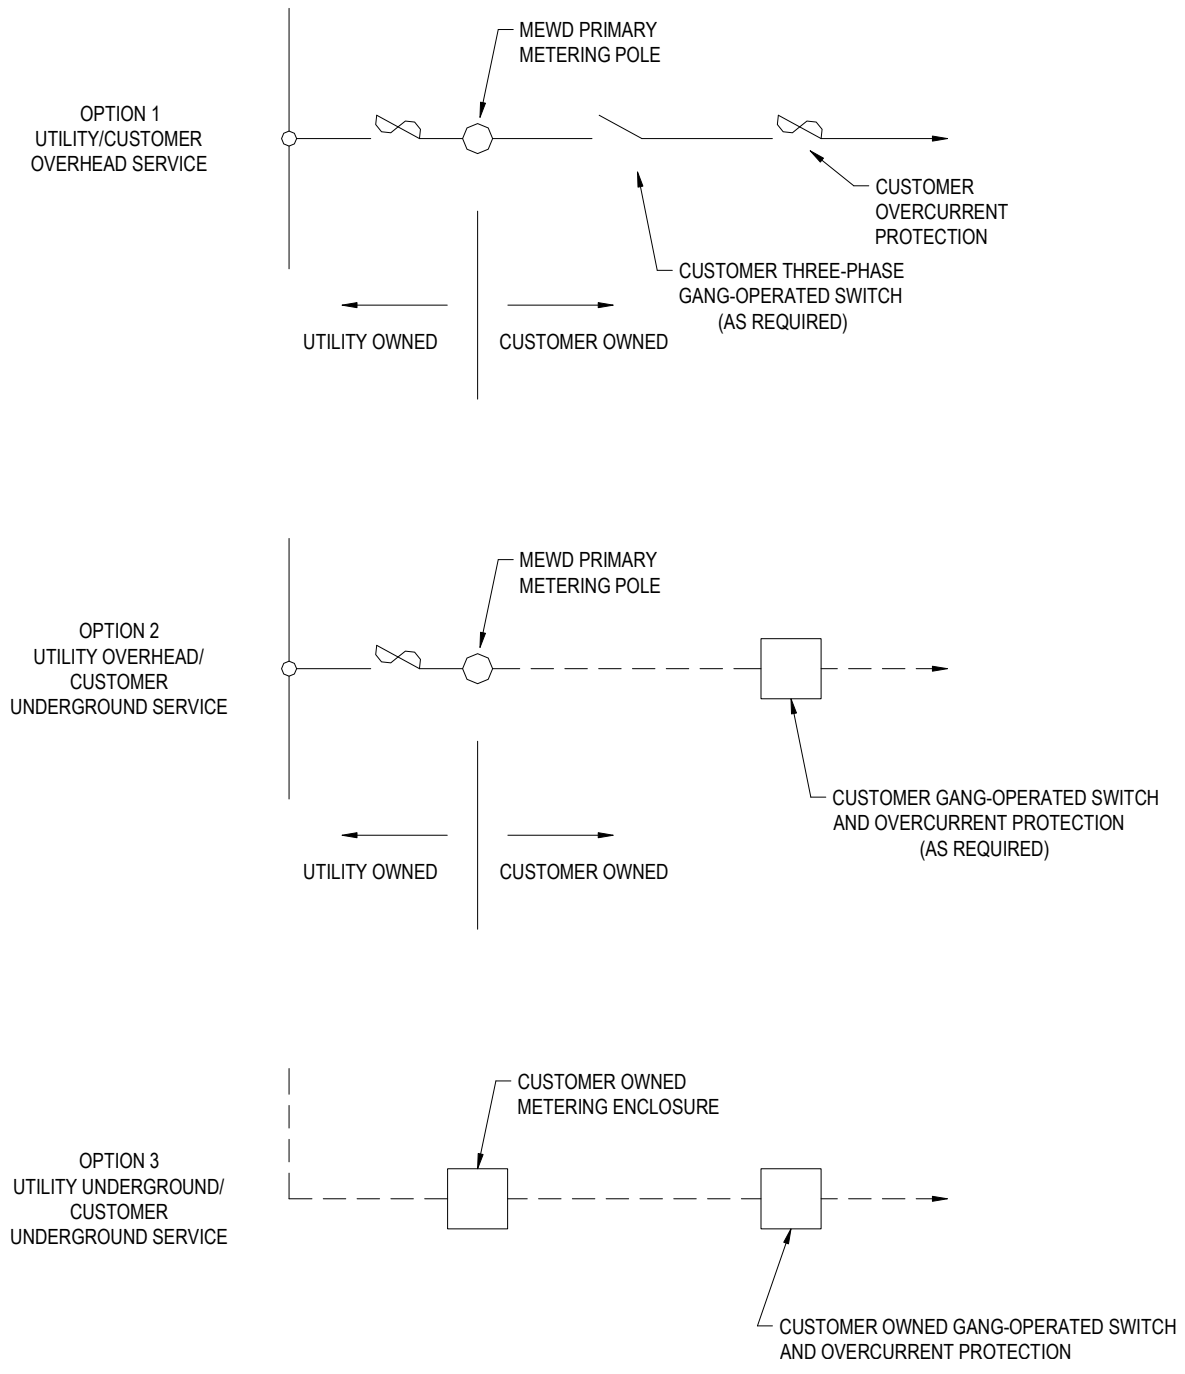 MEWD PRIMARY
METERING POLE
OPTION 1
UTILITY/CUSTOMER
OVERHEAD SERVICE
CUSTOMER
OVERCURRENT
PROTECTION
CUSTOMER THREE-PHASE
GANG-OPERATED SWITCH
(AS REQUIRED)
UTILITY OWNED
CUSTOMER OWNED
MEWD PRIMARY
METERING POLE
OPTION 2
UTILITY OVERHEAD/
CUSTOMER
UNDERGROUND SERVICE
CUSTOMER GANG-OPERATED SWITCH
AND OVERCURRENT PROTECTION
(AS REQUIRED)
UTILITY OWNED
CUSTOMER OWNED
CUSTOMER OWNED
METERING ENCLOSURE
OPTION 3
UTILITY UNDERGROUND/
CUSTOMER
UNDERGROUND SERVICE
CUSTOMER OWNED GANG-OPERATED SWITCH
AND OVERCURRENT PROTECTION